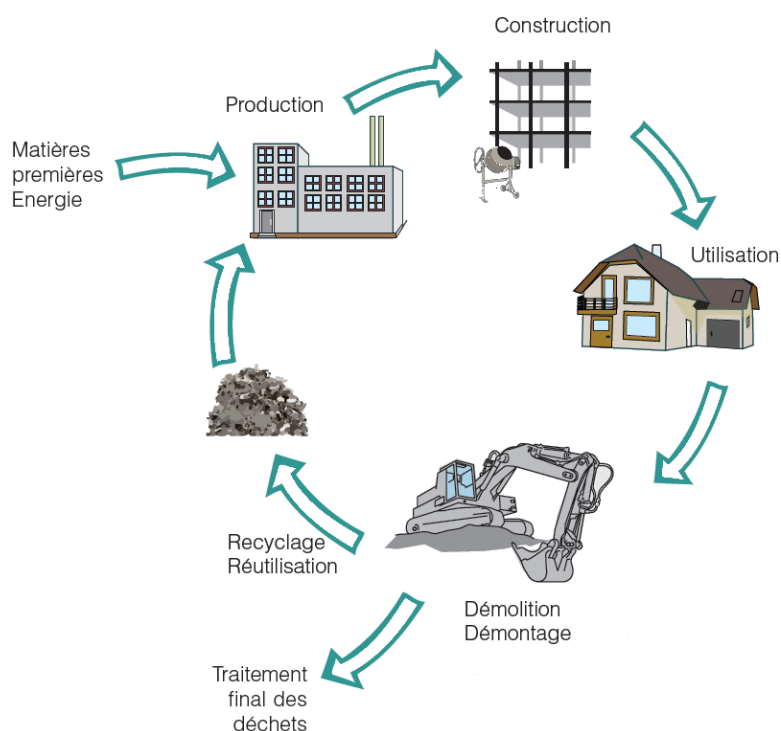 Construction
Production
Matières
premières
Energie
Utilisation
Recyclage
Réutilisation
Démolition
Démontage
Traitement
final des
déchets